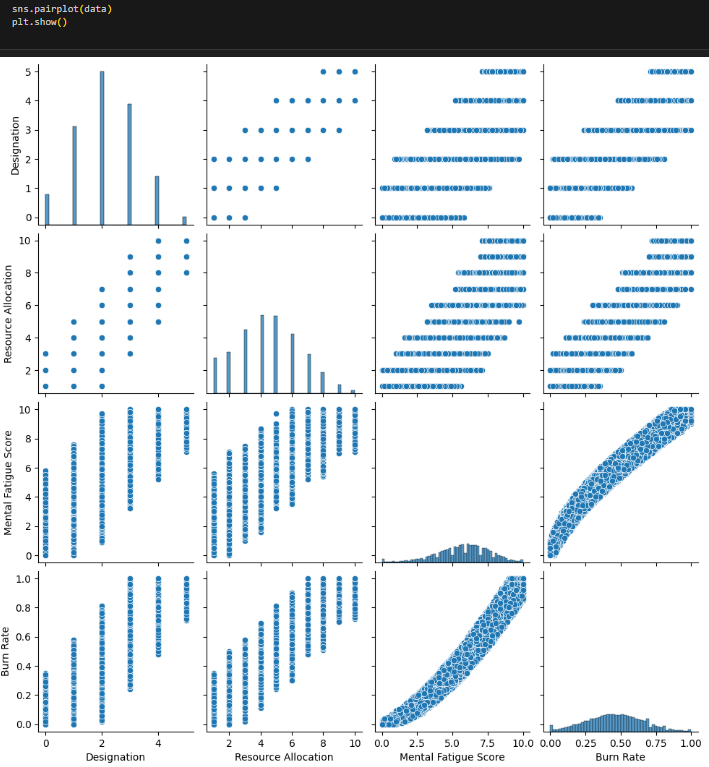 sns.pairplot(data)
plt.show()
5
4
3
2
1
0
Designation
10
8
6
4
2
Resource Allocation
10
8
6
4
2
0
Mental Fatigue Score
1.0
0.8
0.6
0.4
0.2
0.0
Burn Rate
0 2 4
2 4 6 8 10
0.0 2.5 5.0 7.5 10.0
0.00 0.25 0.50 0.75 1.00
Designation
Resource Allocation
Mental Fatigue Score
Burn Rate